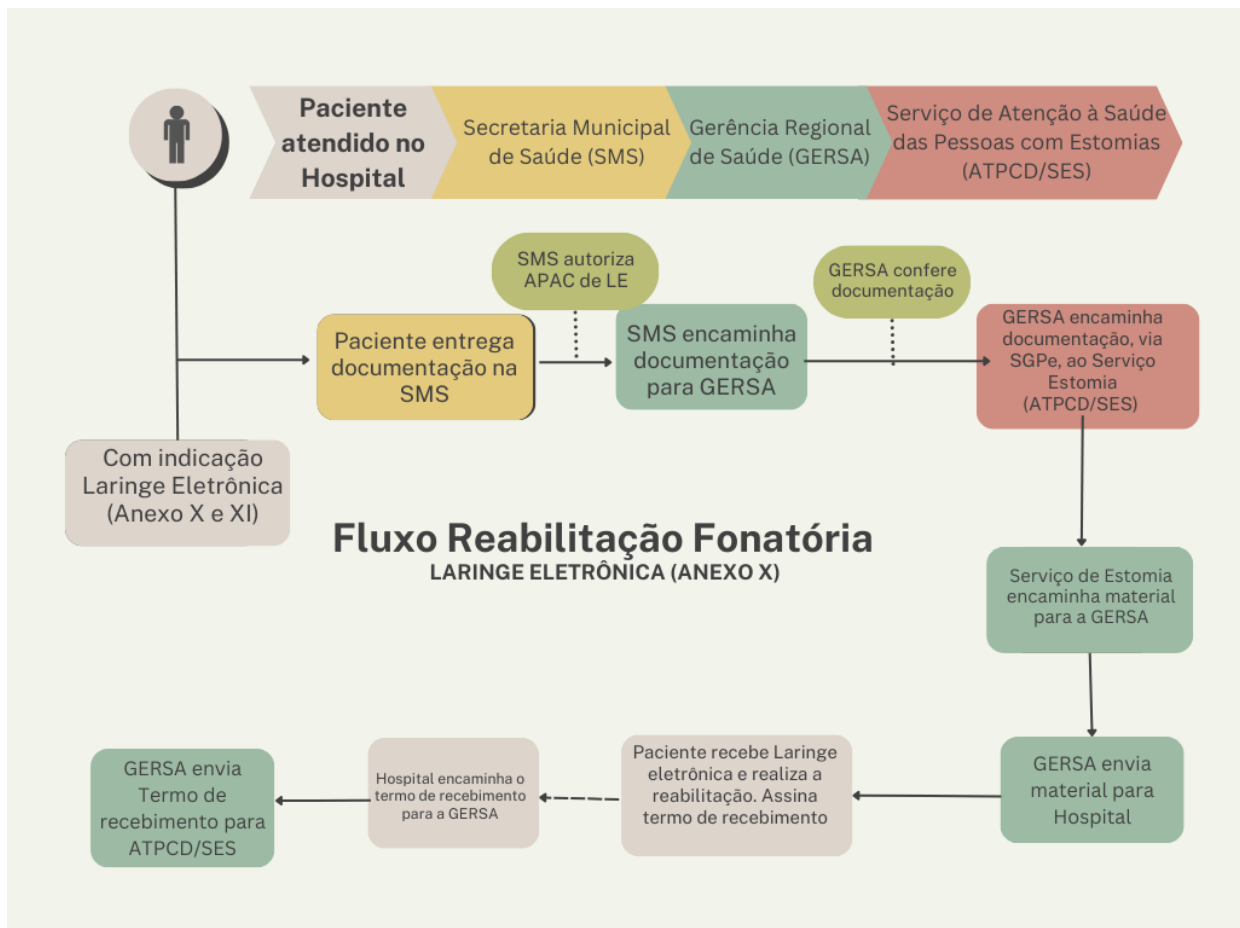 Paciente
atendido no
Hospital
Secretaria Municipal
de Saúde (SMS)
Gerência Regional
de Saúde (GERSA)
Serviço de Atenção à Saúde
das Pessoas com Estomias
(ATPCD/SES)
SMS autoriza
APAC de LE
GERSA confere
documentação
Paciente entrega
documentação na
SMS
SMS encaminha
documentação
para GERSA
GERSA encaminha
documentação, via
SGPe, ao Serviço
Estomia
(ATPCD/SES)
Com indicação
Laringe Eletrônica
(Anexo X e XI)
Fluxo Reabilitação Fonatória
LARINGE ELETRÔNICA (ANEXO X)
Serviço de Estomia
encaminha material
para a GERSA
GERSA envia
material para
Hospital
Paciente recebe Laringe
eletrônica e realiza a
reabilitação. Assina
termo de recebimento
Hospital encaminha o
termo de recebimento
para a GERSA
GERSA envia
Termo de
recebimento para
ATPCD/SES